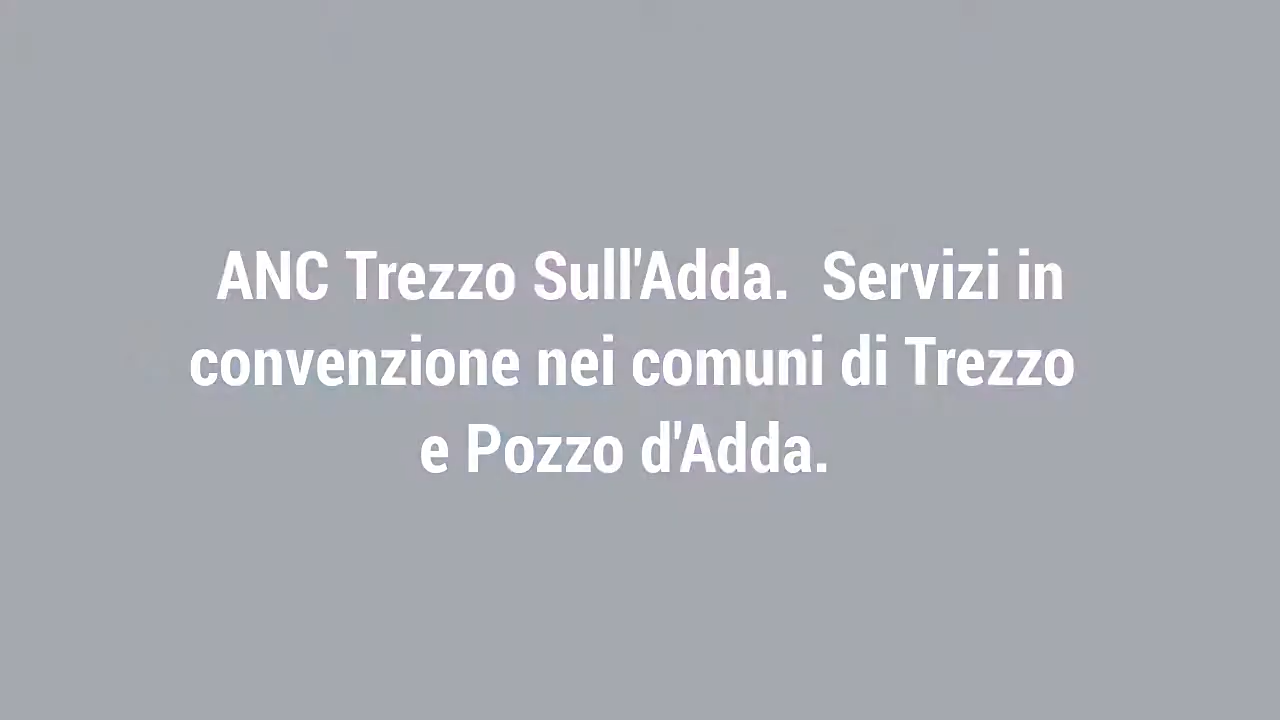 ANC Trezzo Sull'Adda.  Servizi in
convenzione nei comuni di Trezzo
e Pozzo d'Adda.